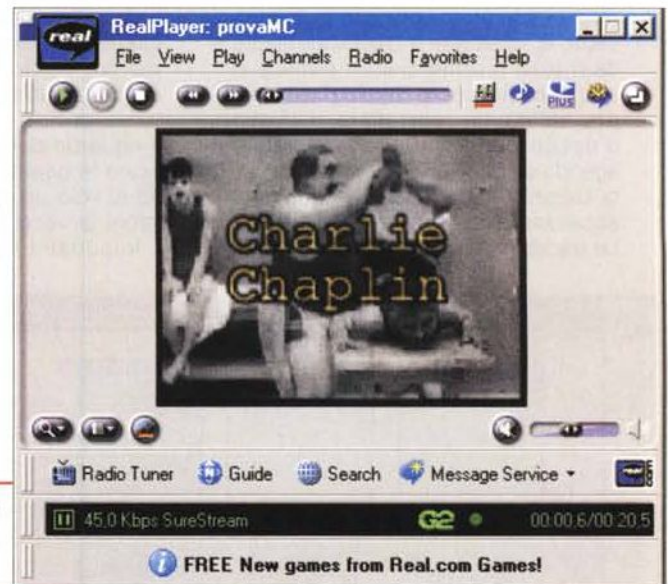 real
RealPlayer: provaMC
File View Play Channels Radio Favorites Help
Plus
Charlie
Chaplin
Radio Tuner Guide Search Message Service
45,0 Kbps SureStream G2 00:00,6/00:20,5
FREE New games from Real.com Games!